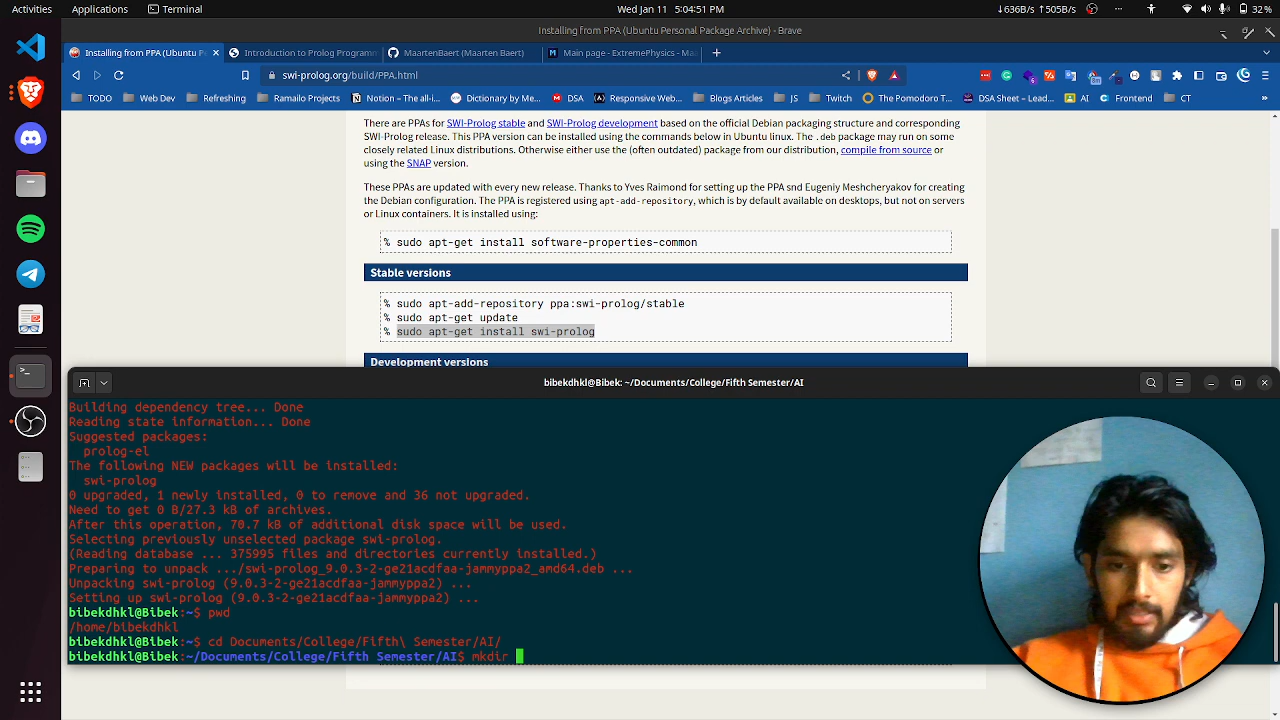 Activities Applications Terminal Wed Jan 11 5:04:51 PM ↓636B/s ↑505B/s 32%
Installing from PPA (Ubuntu Personal Package Archive) - Brave
Installing from PPA (Ubuntu P Introduction to Prolog Programm MaartenBaert (Maarten Baert) Main page - ExtremePhysics - Maa
swi-prolog.org/build/PPA.html
TODO Web Dev Refreshing Ramailo Projects Notion – The all-i... Dictionary by Me... DSA Responsive Web... Blogs Articles JS Twitch The Pomodoro T... DSA Sheet – Lead... AI Frontend CT
There are PPAs for SWI-Prolog stable and SWI-Prolog development based on the official Debian packaging structure and corresponding
SWI-Prolog release. This PPA version can be installed using the commands below in Ubuntu linux. The .deb package may run on some
closely related Linux distributions. Otherwise either use the (often outdated) package from our distribution, compile from source or
using the SNAP version.
These PPAs are updated with every new release. Thanks to Yves Raimond for setting up the PPA snd Eugeniy Meshcheryakov for creating
the Debian configuration. The PPA is registered using apt-add-repository, which is by default available on desktops, but not on servers
or Linux containers. It is installed using:
% sudo apt-get install software-properties-common
Stable versions
% sudo apt-add-repository ppa:swi-prolog/stable
% sudo apt-get update
% sudo apt-get install swi-prolog
Development versions
bibekdhkl@Bibek: ~/Documents/College/Fifth Semester/AI
Building dependency tree... Done
Reading state information... Done
Suggested packages:
prolog-el
The following NEW packages will be installed:
swi-prolog
0 upgraded, 1 newly installed, 0 to remove and 36 not upgraded.
Need to get 0 B/27.3 kB of archives.
After this operation, 70.7 kB of additional disk space will be used.
Selecting previously unselected package swi-prolog.
(Reading database ... 375995 files and directories currently installed.)
Preparing to unpack .../swi-prolog_9.0.3-2-ge21acdfaa-jammyppa2_amd64.deb ...
Unpacking swi-prolog (9.0.3-2-ge21acdfaa-jammyppa2) ...
Setting up swi-prolog (9.0.3-2-ge21acdfaa-jammyppa2) ...
bibekdhkl@Bibek:~$ pwd
/home/bibekdhkl
bibekdhkl@Bibek:~$ cd Documents/College/Fifth\ Semester/AI/
bibekdhkl@Bibek:~/Documents/College/Fifth Semester/AI$ mkdir